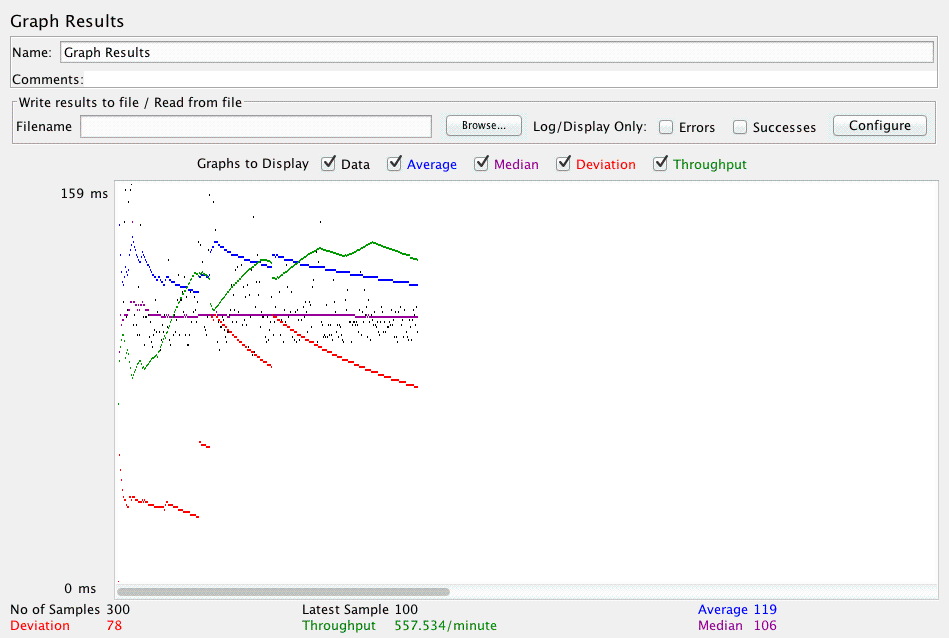 Graph Results
Name: Graph Results
Comments:
Write results to file / Read from file
Filename Browse... Log/Display Only: Errors Successes Configure
Graphs to Display Data Average Median Deviation Throughput
159 ms
0 ms
No of Samples 300 Latest Sample 100 Average 119
Deviation 78 Throughput 557.534/minute Median 106